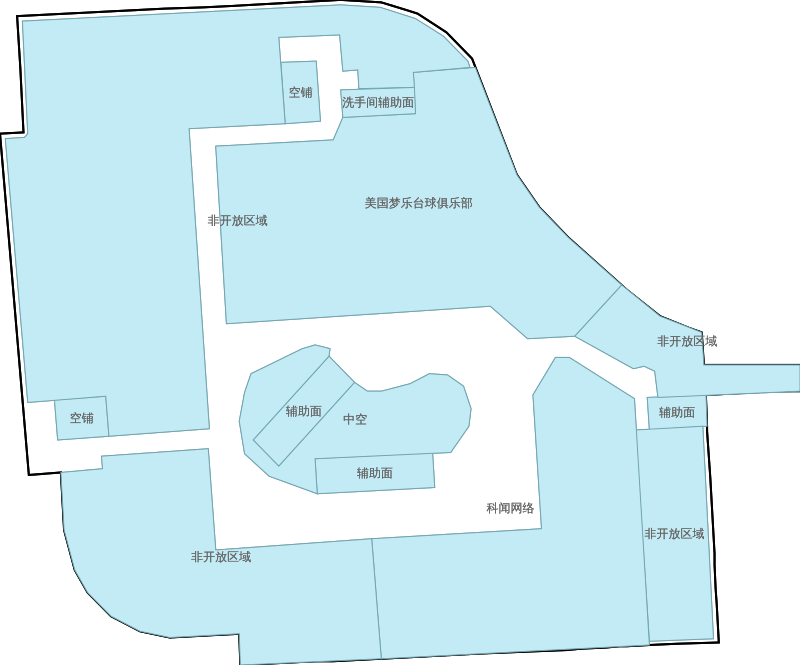 空铺
洗手间辅助面
美国梦乐台球俱乐部
非开放区域
非开放区域
辅助面
辅助面
中空
空铺
辅助面
科闻网络
非开放区域
非开放区域